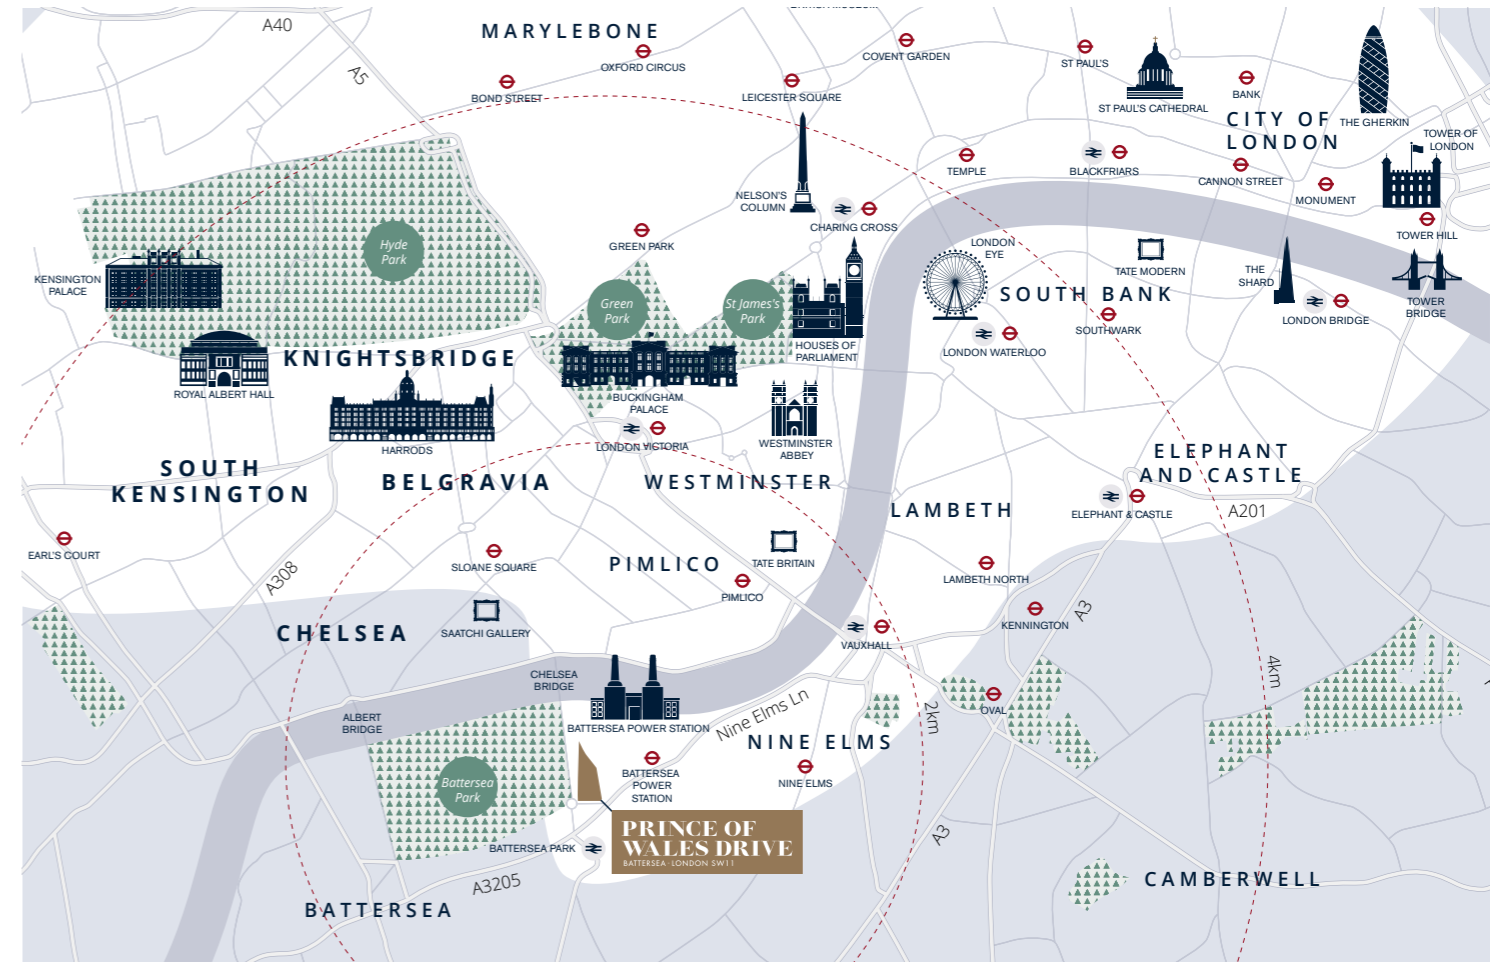 A40
MARYLEBONE
A5
OXFORD CIRCUS
BOND STREET
LEICESTER SQUARE
COVENT GARDEN
ST PAUL'S
ST PAUL'S CATHEDRAL
BANK
CITY OF
LONDON
THE GHERKIN
TOWER OF
LONDON
TEMPLE
BLACKFRIARS
CANNON STREET
MONUMENT
TOWER HILL
NELSON'S
COLUMN
CHARING CROSS
GREEN PARK
Hyde
Park
KENSINGTON
PALACE
LONDON
EYE
TATE MODERN
THE
SHARD
SOUTH BANK
SOUTHWARK
LONDON BRIDGE
TOWER
BRIDGE
Green
Park
St James's
Park
HOUSES OF
PARLIAMENT
LONDON WATERLOO
KNIGHTSBRIDGE
ROYAL ALBERT HALL
BUCKINGHAM
PALACE
HARRODS
LONDON VICTORIA
WESTMINSTER
ABBEY
SOUTH
KENSINGTON
BELGRAVIA
WESTMINSTER
ELEPHANT
AND CASTLE
LAMBETH
ELEPHANT & CASTLE
A201
EARL'S COURT
SLOANE SQUARE
A308
PIMLICO
TATE BRITAIN
PIMLICO
LAMBETH NORTH
KENNINGTON
A3
CHELSEA
SAATCHI GALLERY
VAUXHALL
CHELSEA
BRIDGE
4km
ALBERT
BRIDGE
BATTERSEA POWER STATION
Nine Elms Ln
2km
OVAL
NINE ELMS
BATTERSEA
POWER
STATION
NINE ELMS
Battersea
Park
PRINCE OF
WALES DRIVE
BATTERSEA · LONDON SW11
BATTERSEA PARK
A3
A3205
BATTERSEA
CAMBERWELL